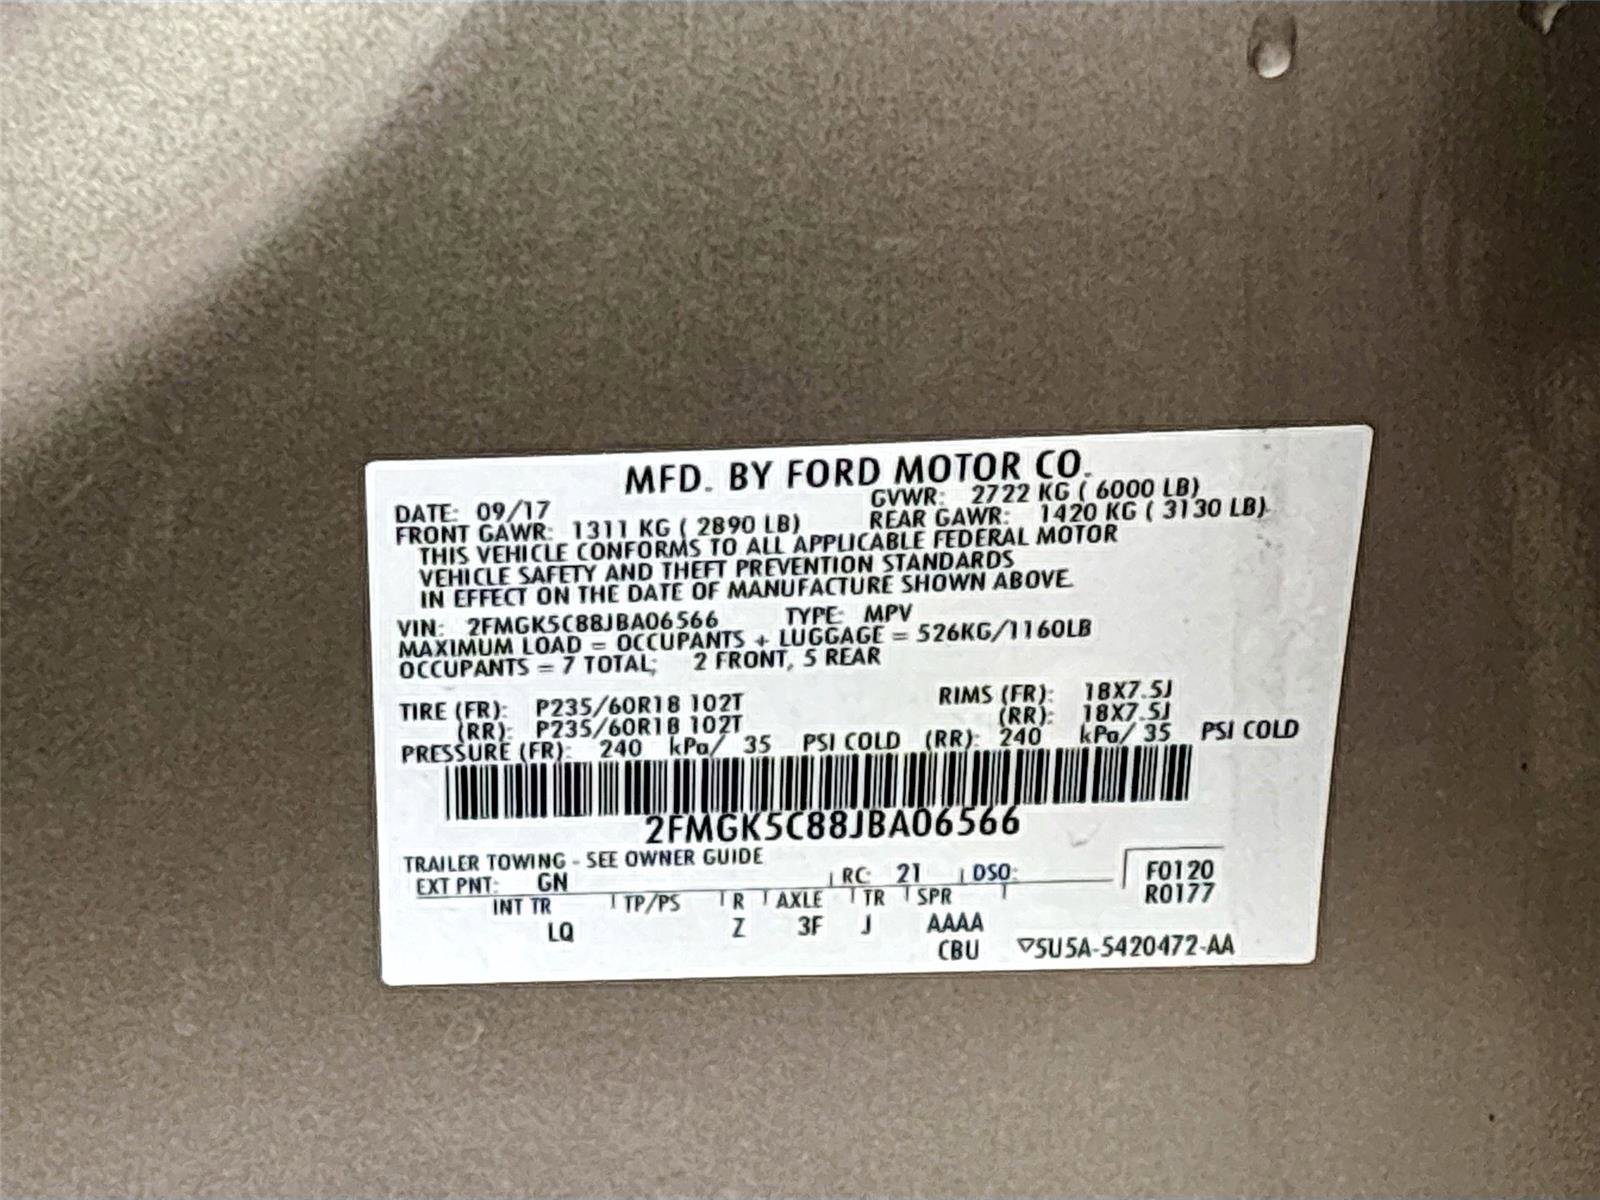 MFD. BY FORD MOTOR CO.
DATE: 09/17 GVWR: 2722 KG ( 6000 LB)
FRONT GAWR: 1311 KG ( 2890 LB) REAR GAWR: 1420 KG ( 3130 LB)
THIS VEHICLE CONFORMS TO ALL APPLICABLE FEDERAL MOTOR
VEHICLE SAFETY AND THEFT PREVENTION STANDARDS
IN EFFECT ON THE DATE OF MANUFACTURE SHOWN ABOVE.
VIN: 2FMGK5C88JBA06566 TYPE: MPV
MAXIMUM LOAD = OCCUPANTS + LUGGAGE = 526KG/1160LB
OCCUPANTS = 7 TOTAL; 2 FRONT, 5 REAR
TIRE (FR): P235/60R18 102T RIMS (FR): 18X7.5J
(RR): P235/60R18 102T (RR): 18X7.5J
PRESSURE (FR): 240 kPa/ 35 PSI COLD (RR): 240 kPa/ 35 PSI COLD
2FMGK5C88JBA06566
TRAILER TOWING - SEE OWNER GUIDE
EXT PNT: GN RC: 21 DSO: F0120
INT TR TP/PS R AXLE TR SPR R0177
LQ Z 3F J AAAA
CBU ▽5U5A-5420472-AA